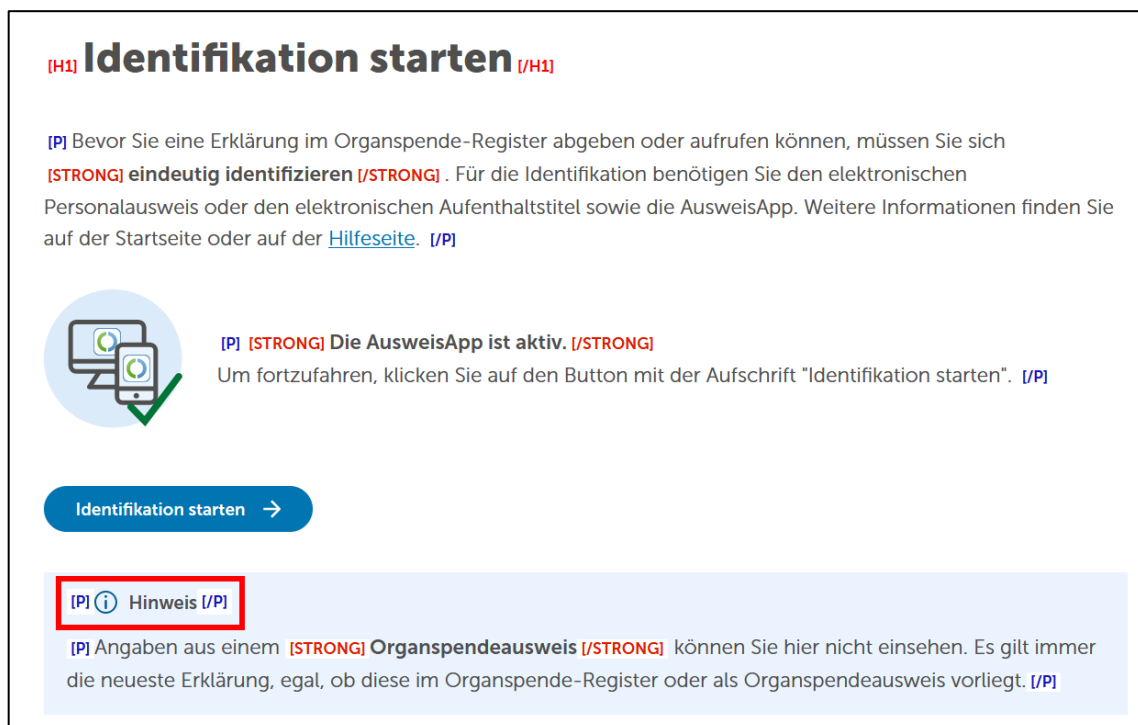 [H1] Identifikation starten [/H1]
[P] Bevor Sie eine Erklärung im Organspende-Register abgeben oder aufrufen können, müssen Sie sich
[STRONG] eindeutig identifizieren [/STRONG] . Für die Identifikation benötigen Sie den elektronischen
Personalausweis oder den elektronischen Aufenthaltstitel sowie die AusweisApp. Weitere Informationen finden Sie
auf der Startseite oder auf der Hilfeseite. [/P]
[P] [STRONG] Die AusweisApp ist aktiv. [/STRONG]
Um fortzufahren, klicken Sie auf den Button mit der Aufschrift "Identifikation starten". [/P]
Identifikation starten →
[P] i Hinweis [/P]
[P] Angaben aus einem [STRONG] Organspendeausweis [/STRONG] können Sie hier nicht einsehen. Es gilt immer
die neueste Erklärung, egal, ob diese im Organspende-Register oder als Organspendeausweis vorliegt. [/P]